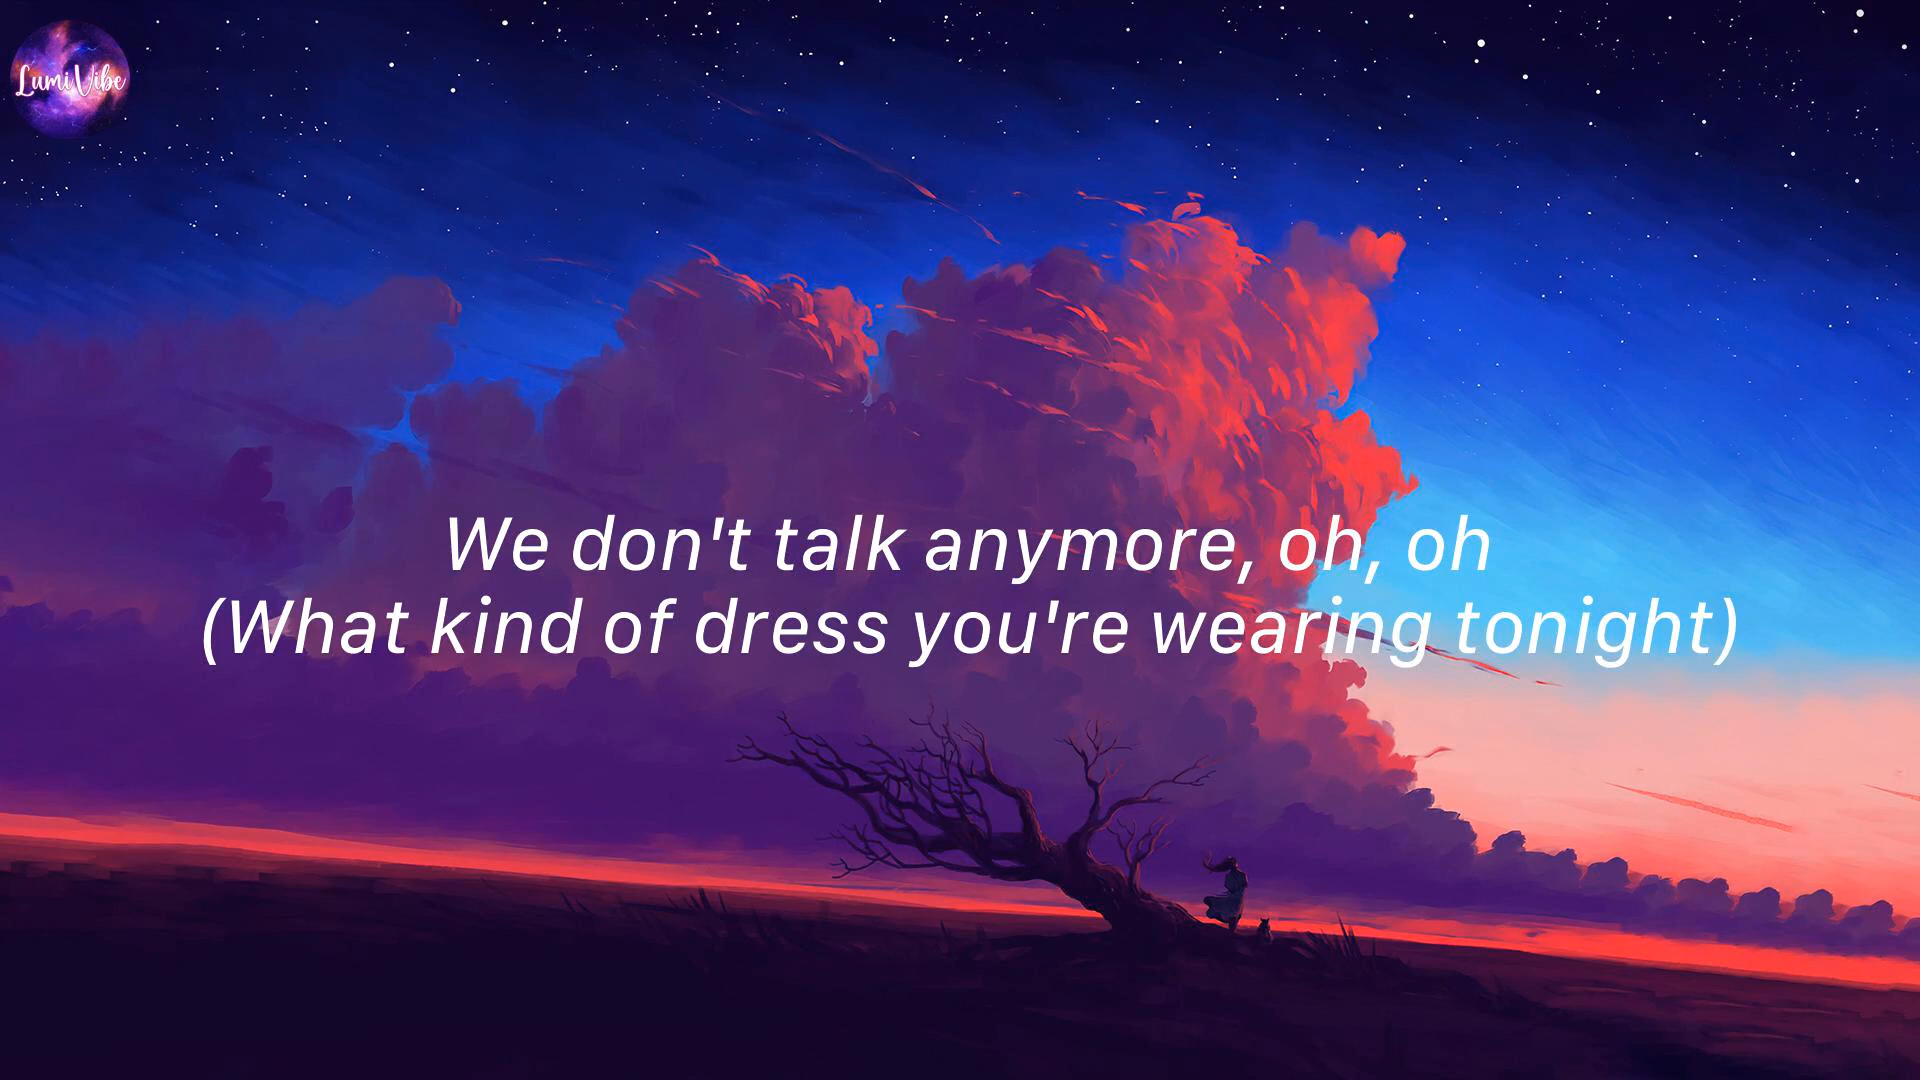 LumiVibe
We don't talk anymore, oh, oh
(What kind of dress you're wearing tonight)